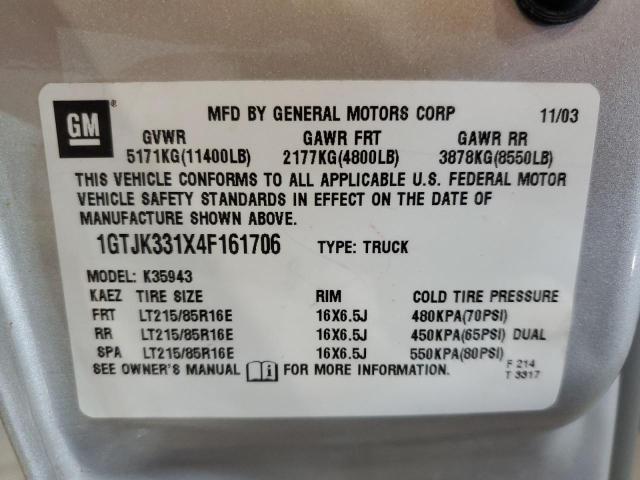 GM ® MFD BY GENERAL MOTORS CORP 11/03
GVWR GAWR FRT GAWR RR
5171KG(11400LB) 2177KG(4800LB) 3878KG(8550LB)
THIS VEHICLE CONFORMS TO ALL APPLICABLE U.S. FEDERAL MOTOR
VEHICLE SAFETY STANDARDS IN EFFECT ON THE DATE OF
MANUFACTURE SHOWN ABOVE.
1GTJK331X4F161706 TYPE: TRUCK
MODEL: K35943
KAEZ TIRE SIZE RIM COLD TIRE PRESSURE
FRT LT215/85R16E 16X6.5J 480KPA(70PSI)
RR LT215/85R16E 16X6.5J 450KPA(65PSI) DUAL
SPA LT215/85R16E 16X6.5J 550KPA(80PSI)
SEE OWNER'S MANUAL i FOR MORE INFORMATION.
F 214
T 3317